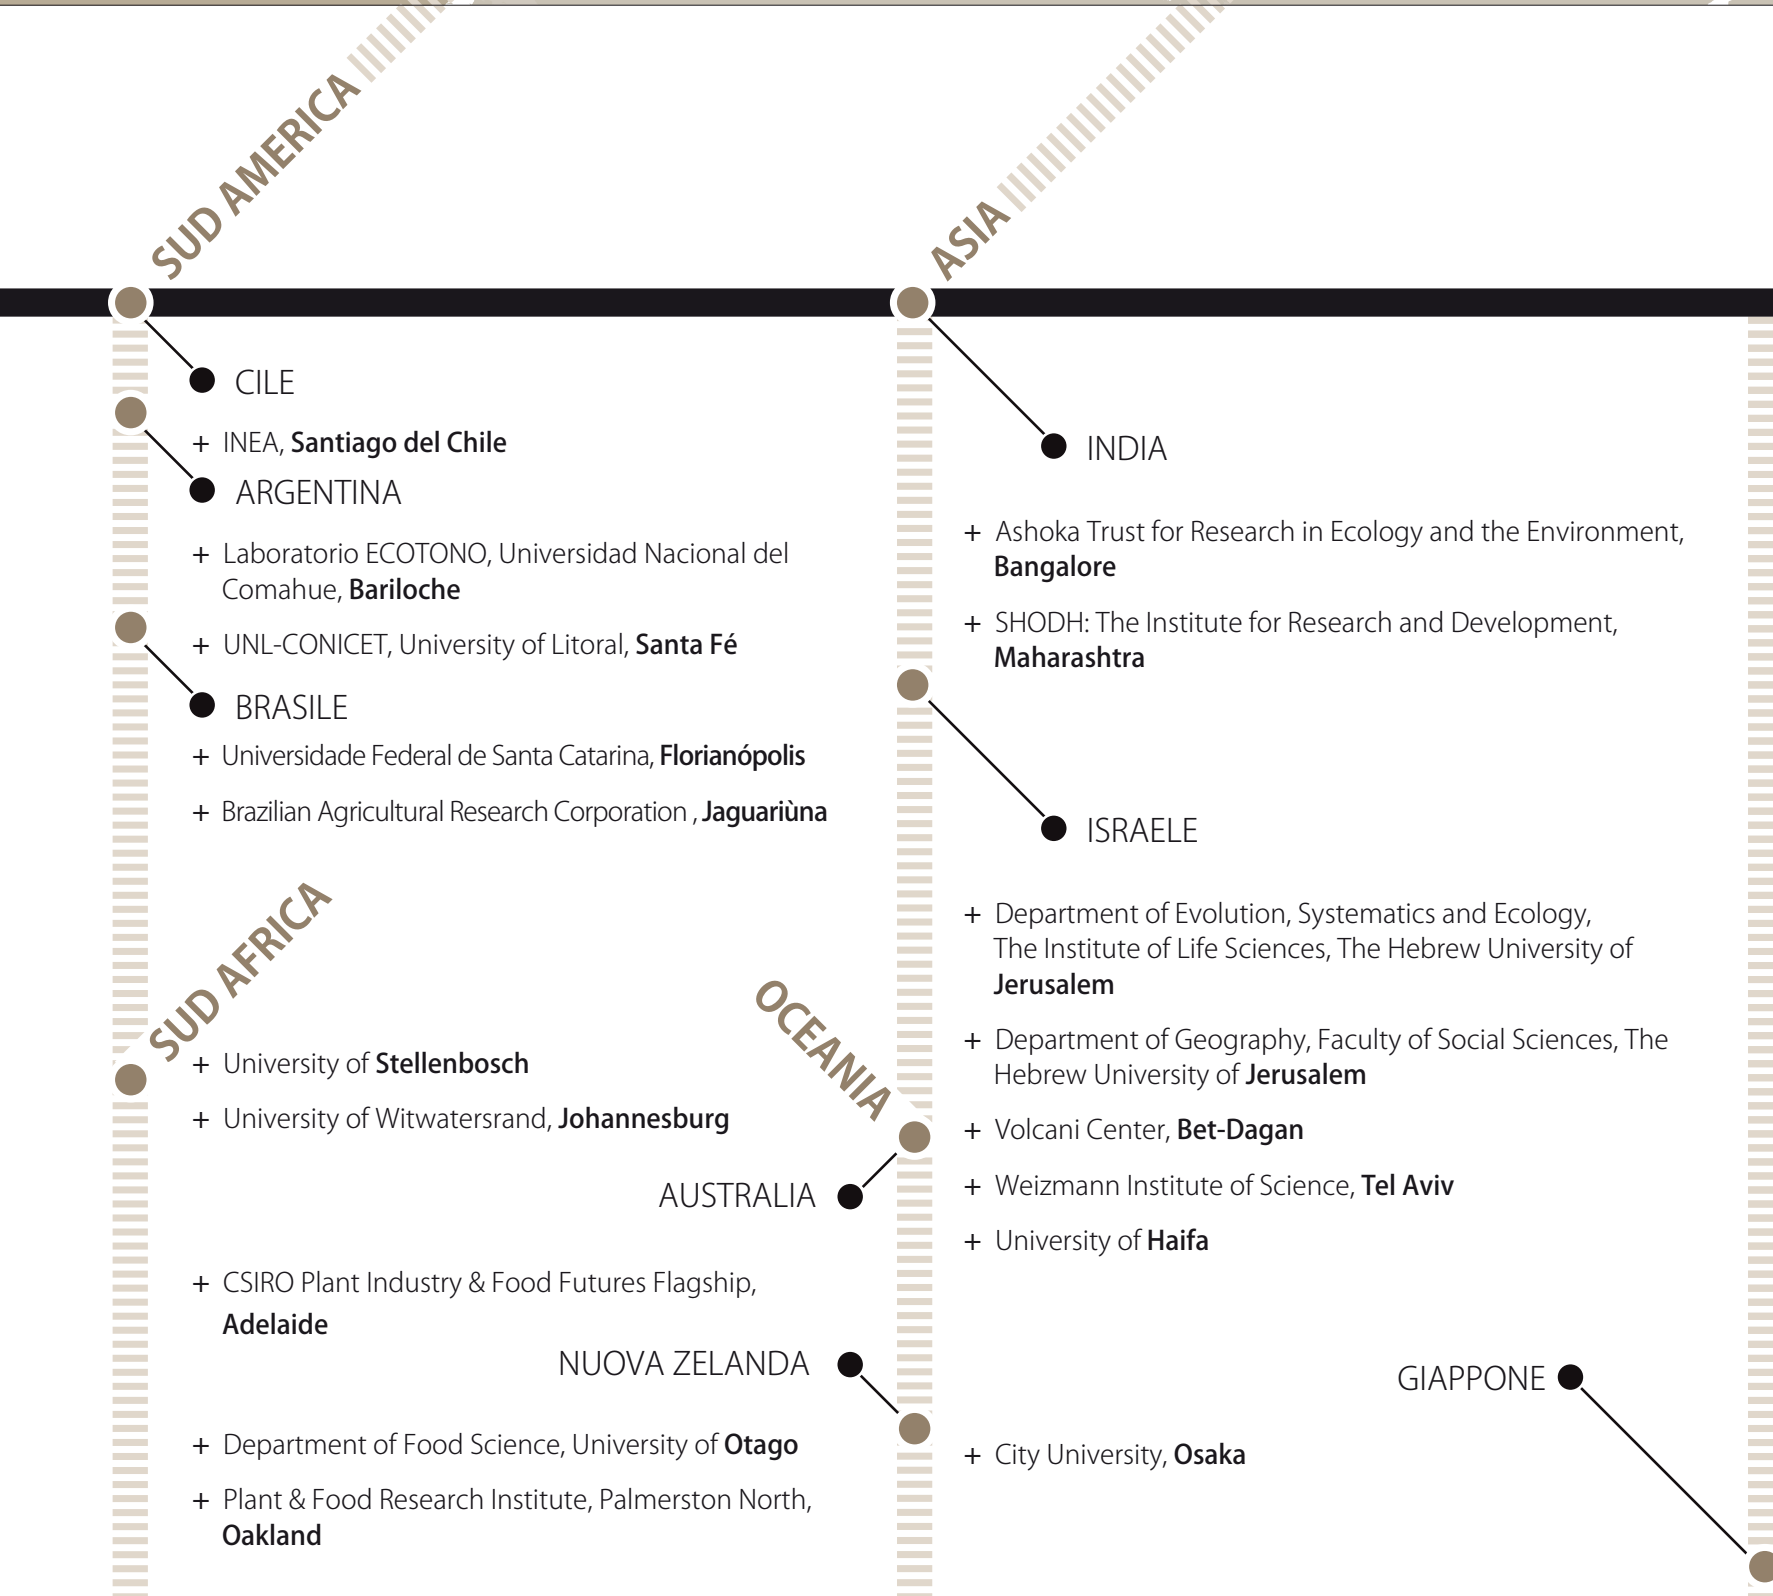 SUD AMERICA
CILE
+ INEA, Santiago del Chile
ARGENTINA
+ Laboratorio ECOTONO, Universidad Nacional del
Comahue, Bariloche
+ UNL-CONICET, University of Litoral, Santa Fé
BRASILE
+ Universidade Federal de Santa Catarina, Florianópolis
+ Brazilian Agricultural Research Corporation , Jaguariùna
SUD AFRICA
+ University of Stellenbosch
+ University of Witwatersrand, Johannesburg
OCEANIA
AUSTRALIA
+ CSIRO Plant Industry & Food Futures Flagship,
Adelaide
NUOVA ZELANDA
+ Department of Food Science, University of Otago
+ Plant & Food Research Institute, Palmerston North,
Oakland
ASIA
INDIA
+ Ashoka Trust for Research in Ecology and the Environment,
Bangalore
+ SHODH: The Institute for Research and Development,
Maharashtra
ISRAELE
+ Department of Evolution, Systematics and Ecology,
The Institute of Life Sciences, The Hebrew University of
Jerusalem
+ Department of Geography, Faculty of Social Sciences, The
Hebrew University of Jerusalem
+ Volcani Center, Bet-Dagan
+ Weizmann Institute of Science, Tel Aviv
+ University of Haifa
GIAPPONE
+ City University, Osaka